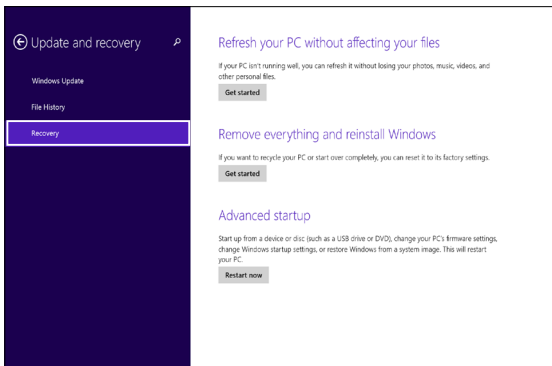 Update and recovery
Windows Update
File History
Recovery
Refresh your PC without affecting your files
If your PC isn't running well, you can refresh it without losing your photos, music, videos, and
other personal files.
Get started
Remove everything and reinstall Windows
If you want to recycle your PC or start over completely, you can reset it to its factory settings.
Get started
Advanced startup
Start up from a device or disc (such as a USB drive or DVD), change your PC's firmware settings,
change Windows startup settings, or restore Windows from a system image. This will restart
your PC.
Restart now